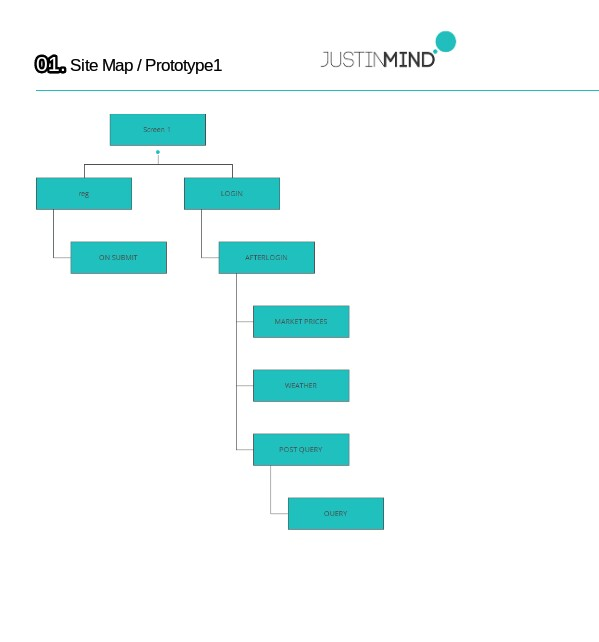 01. Site Map / Prototype1
JUSTINMIND
Screen 1
reg
LOGIN
ON SUBMIT
AFTERLOGIN
MARKET PRICES
WEATHER
POST QUERY
QUERY